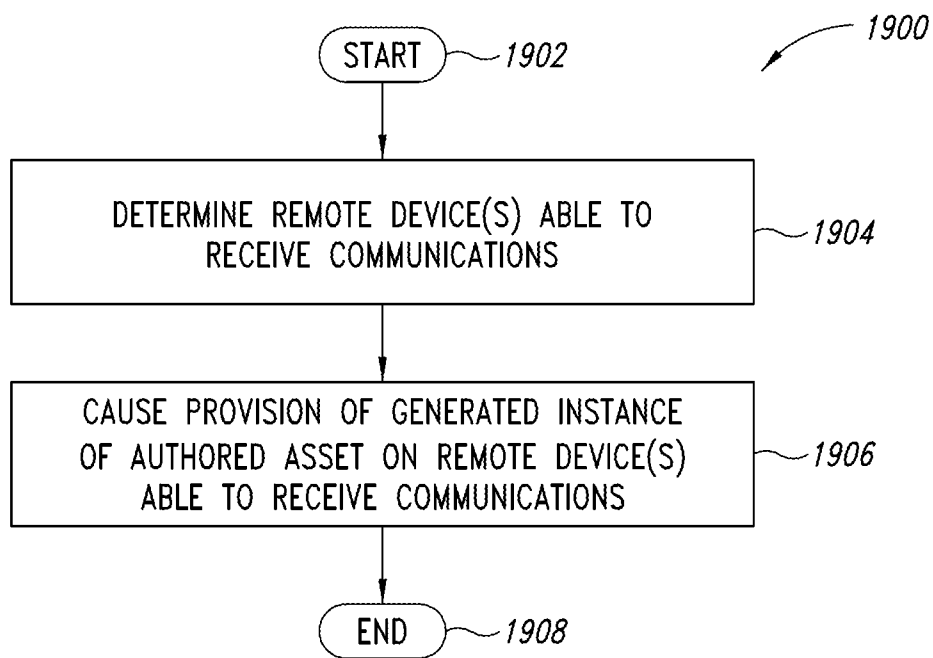 1900
START
1902
DETERMINE REMOTE DEVICE(S) ABLE TO
RECEIVE COMMUNICATIONS
1904
CAUSE PROVISION OF GENERATED INSTANCE
OF AUTHORED ASSET ON REMOTE DEVICE(S)
ABLE TO RECEIVE COMMUNICATIONS
1906
END
1908